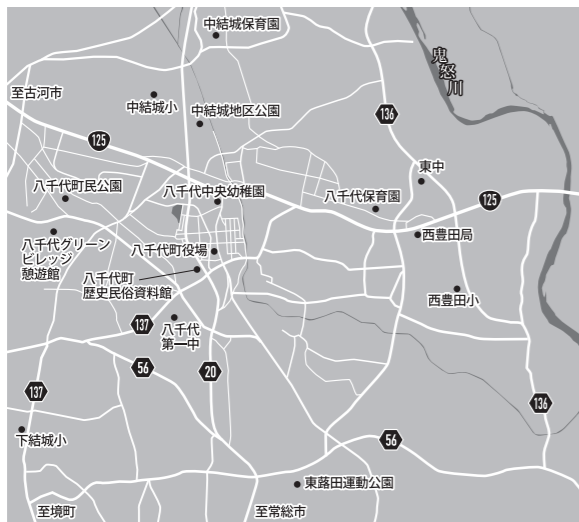 中結城保育園
鬼怒川
至古河市
中結城小
中結城地区公園
136
125
東中
八千代町民公園
八千代中央幼稚園
八千代保育園
125
八千代グリーン
ビレッジ
憩遊館
八千代町役場
西豊田局
八千代町
歴史民俗資料館
西豊田小
137
八千代
第一中
56
20
137
136
下結城小
56
東蕗田運動公園
至境町
至常総市